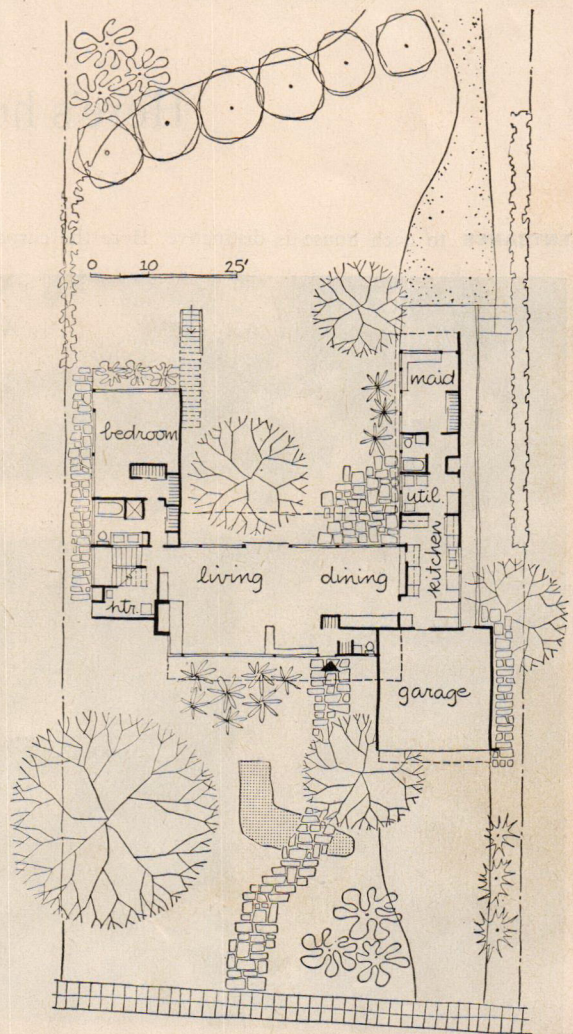 0 10 25'
maid
bedroom
util.
kitchen
living dining
htr.
garage